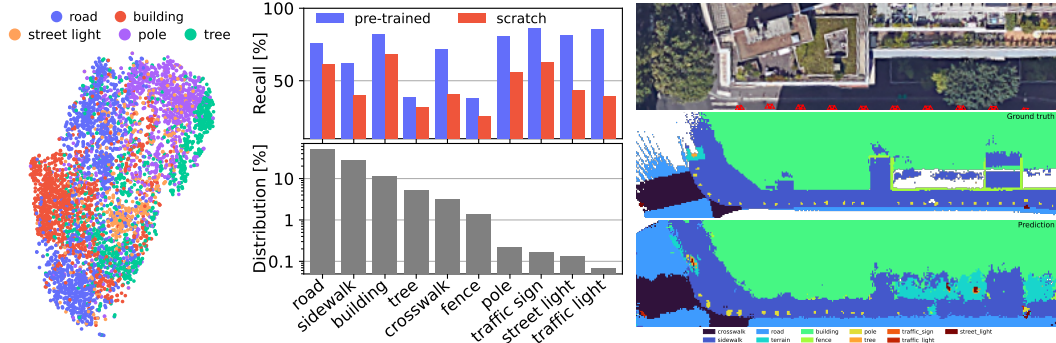 road building
street light pole tree
100
50
Recall [%]
pre-trained scratch
10
1
0.1
Distribution [%]
road
sidewalk
building
tree
crosswalk
fence
pole
traffic sign
street light
traffic light
Ground truth
Prediction
crosswalk road building pole traffic_sign street_light
sidewalk terrain fence tree traffic_light